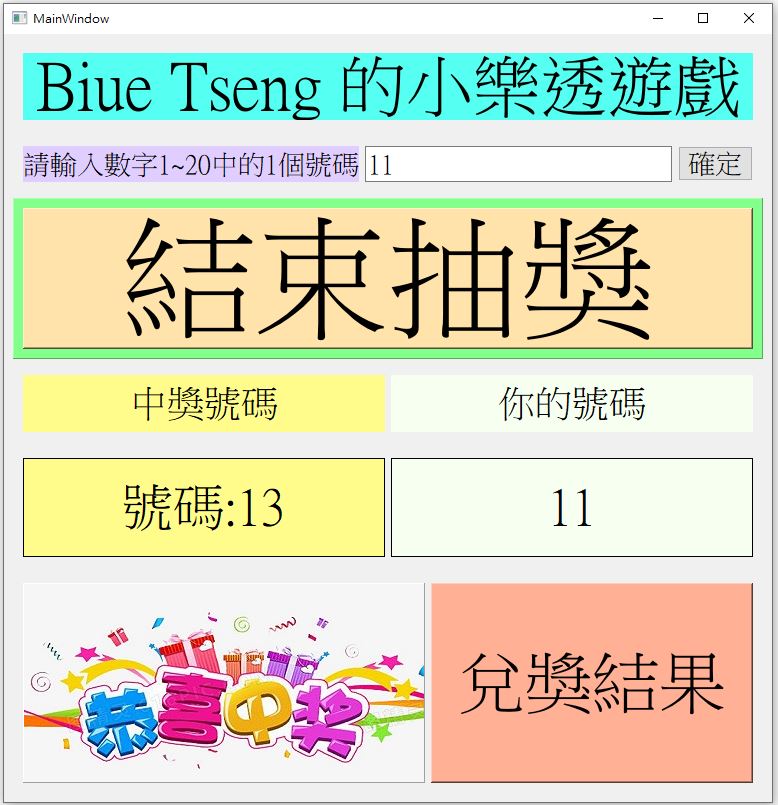 MainWindow
Biue Tseng 的小樂透遊戲
請輸入數字1~20中的1個號碼 11 確定
結束抽獎
中獎號碼 你的號碼
號碼:13 11
恭喜中奖 兌獎結果